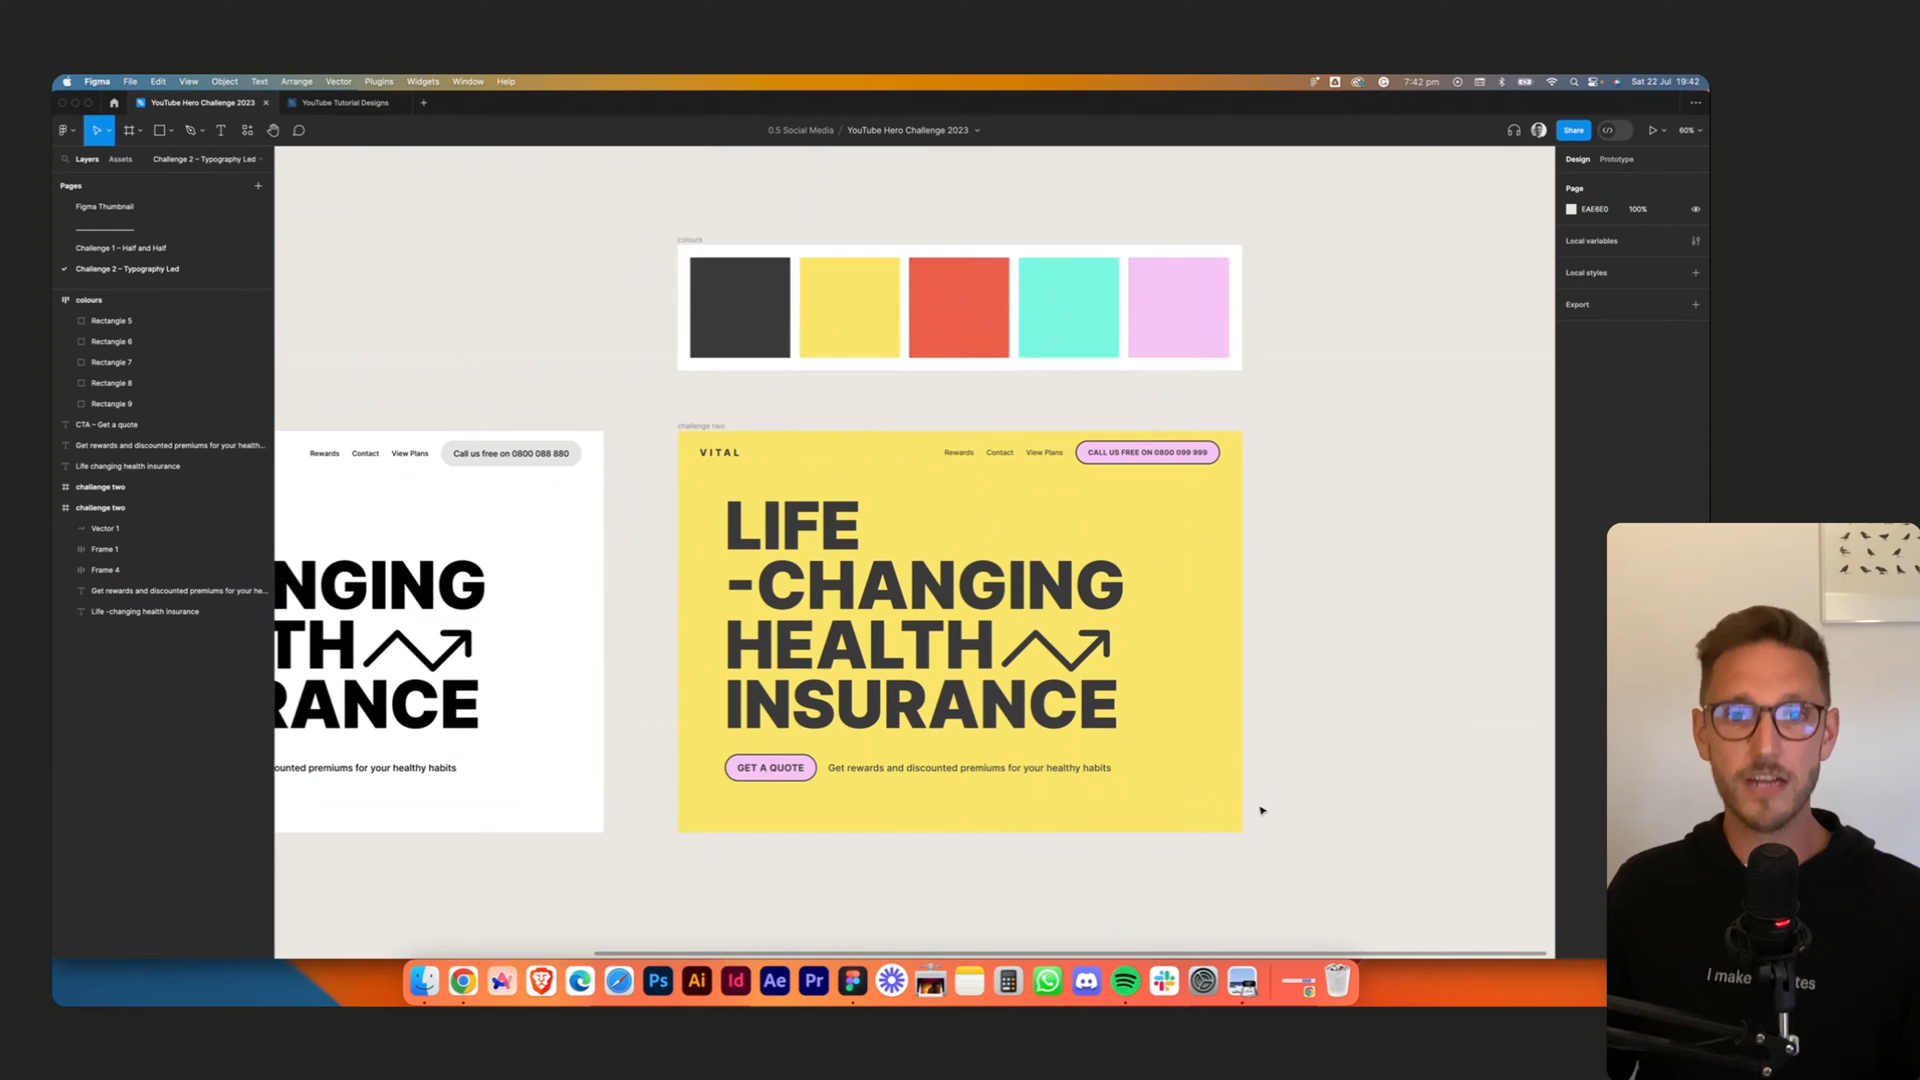 Figma File Edit View Object Text Arrange Vector Plugins Widgets Window Help
7:42 pm
Sat 22 Jul 19:42
YouTube Hero Challenge 2023
YouTube Tutorial Designs
0.5 Social Media / YouTube Hero Challenge 2023
Share
60%
Layers Assets Challenge 2 – Typography Led
Pages
Figma Thumbnail
Challenge 1 – Half and Half
Challenge 2 – Typography Led
colours
Rectangle 5
Rectangle 6
Rectangle 7
Rectangle 8
Rectangle 9
CTA – Get a quote
Get rewards and discounted premiums for your health...
Life changing health insurance
challenge two
challenge two
Vector 1
Frame 1
Frame 4
Get rewards and discounted premiums for your he...
Life -changing health insurance
Rewards Contact View Plans Call us free on 0800 088 880
NGING
TH
RANCE
ounted premiums for your healthy habits
colours
challenge two
VITAL
Rewards Contact View Plans CALL US FREE ON 0800 099 999
LIFE
-CHANGING
HEALTH
INSURANCE
GET A QUOTE Get rewards and discounted premiums for your healthy habits
Design Prototype
Page
EAE6E0 100%
Local variables
Local styles
Export
Ps Ai Id Ae Pr
I make
tes